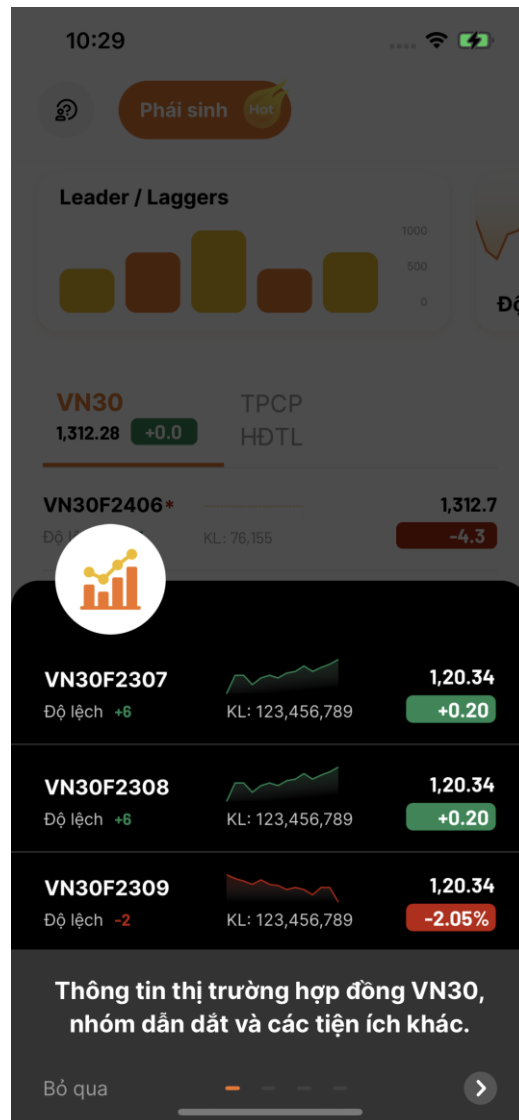 10:29
Phái sinh Hot
Leader / Laggers
1000
500
0
VN30
1,312.28 +0.0
TPCP
HĐTL
VN30F2406*
1,312.7
KL: 76,155
-4.3
VN30F2307
1,20.34
Độ lệch +6
KL: 123,456,789
+0.20
VN30F2308
1,20.34
Độ lệch +6
KL: 123,456,789
+0.20
VN30F2309
1,20.34
Độ lệch -2
KL: 123,456,789
-2.05%
Thông tin thị trường hợp đồng VN30,
nhóm dẫn dắt và các tiện ích khác.
Bỏ qua